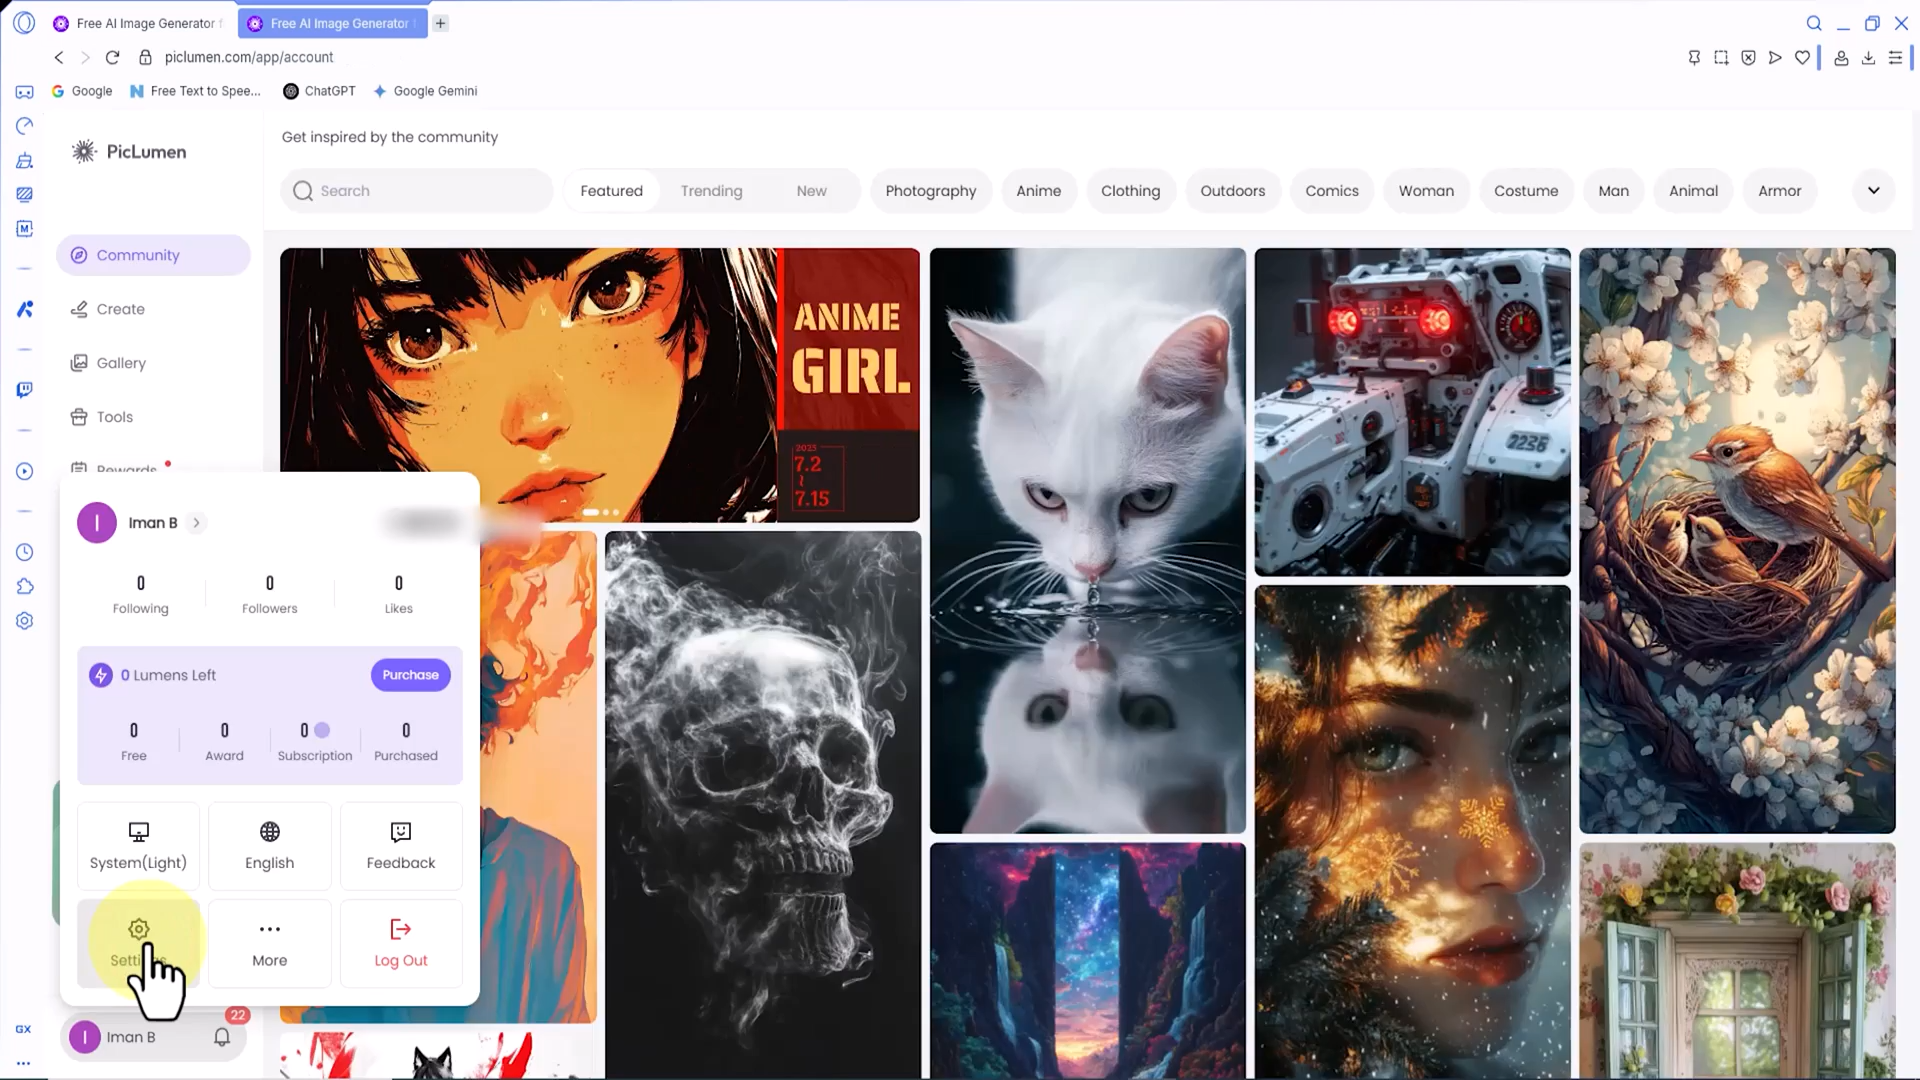 Free AI Image Generator f
Free AI Image Generator
piclumen.com/app/account
Google
Free Text to Spee...
ChatGPT
Google Gemini
PicLumen
Get inspired by the community
Search
Featured
Trending
New
Photography
Anime
Clothing
Outdoors
Comics
Woman
Costume
Man
Animal
Armor
Community
Create
Gallery
Tools
Rewards
ANIME
GIRL
2023
7.2
7.15
7236
I
Iman B
0
0
0
Following
Followers
Likes
0 Lumens Left
Purchase
0
0
0
0
Free
Award
Subscription
Purchased
System(Light)
English
Feedback
More
Log Out
22
GX
I
Iman B